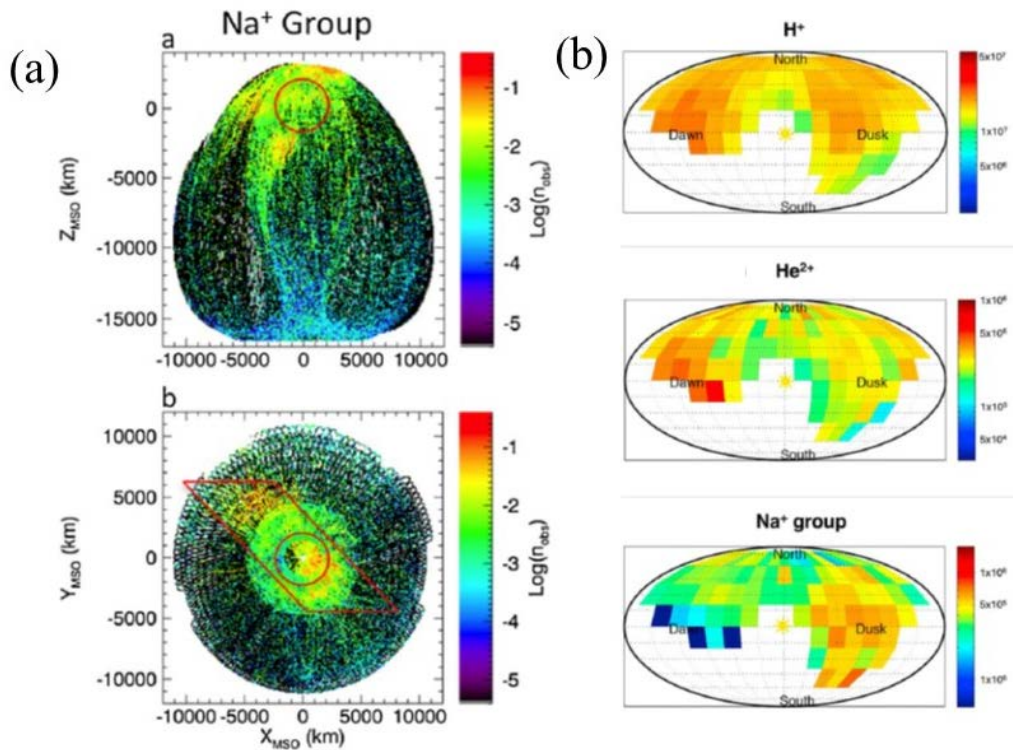 Na⁺ Group
(a)
a
Z_MSO (km)
0
-5000
-10000
-15000
-10000 -5000 0 5000 10000
-1
-2
-3
-4
-5
Log(n_obs)
b
Y_MSO (km)
10000
5000
0
-5000
-10000
-10000 -5000 0 5000 10000
X_MSO (km)
-1
-2
-3
-4
-5
Log(n_obs)
(b)
H⁺
North
Dawn
Dusk
South
5x10⁷
1x10⁷
5x10⁶
He²⁺
North
Dawn
Dusk
South
1x10⁶
5x10⁵
1x10⁵
5x10⁴
Na⁺ group
North
Dusk
South
1x10⁶
5x10⁵